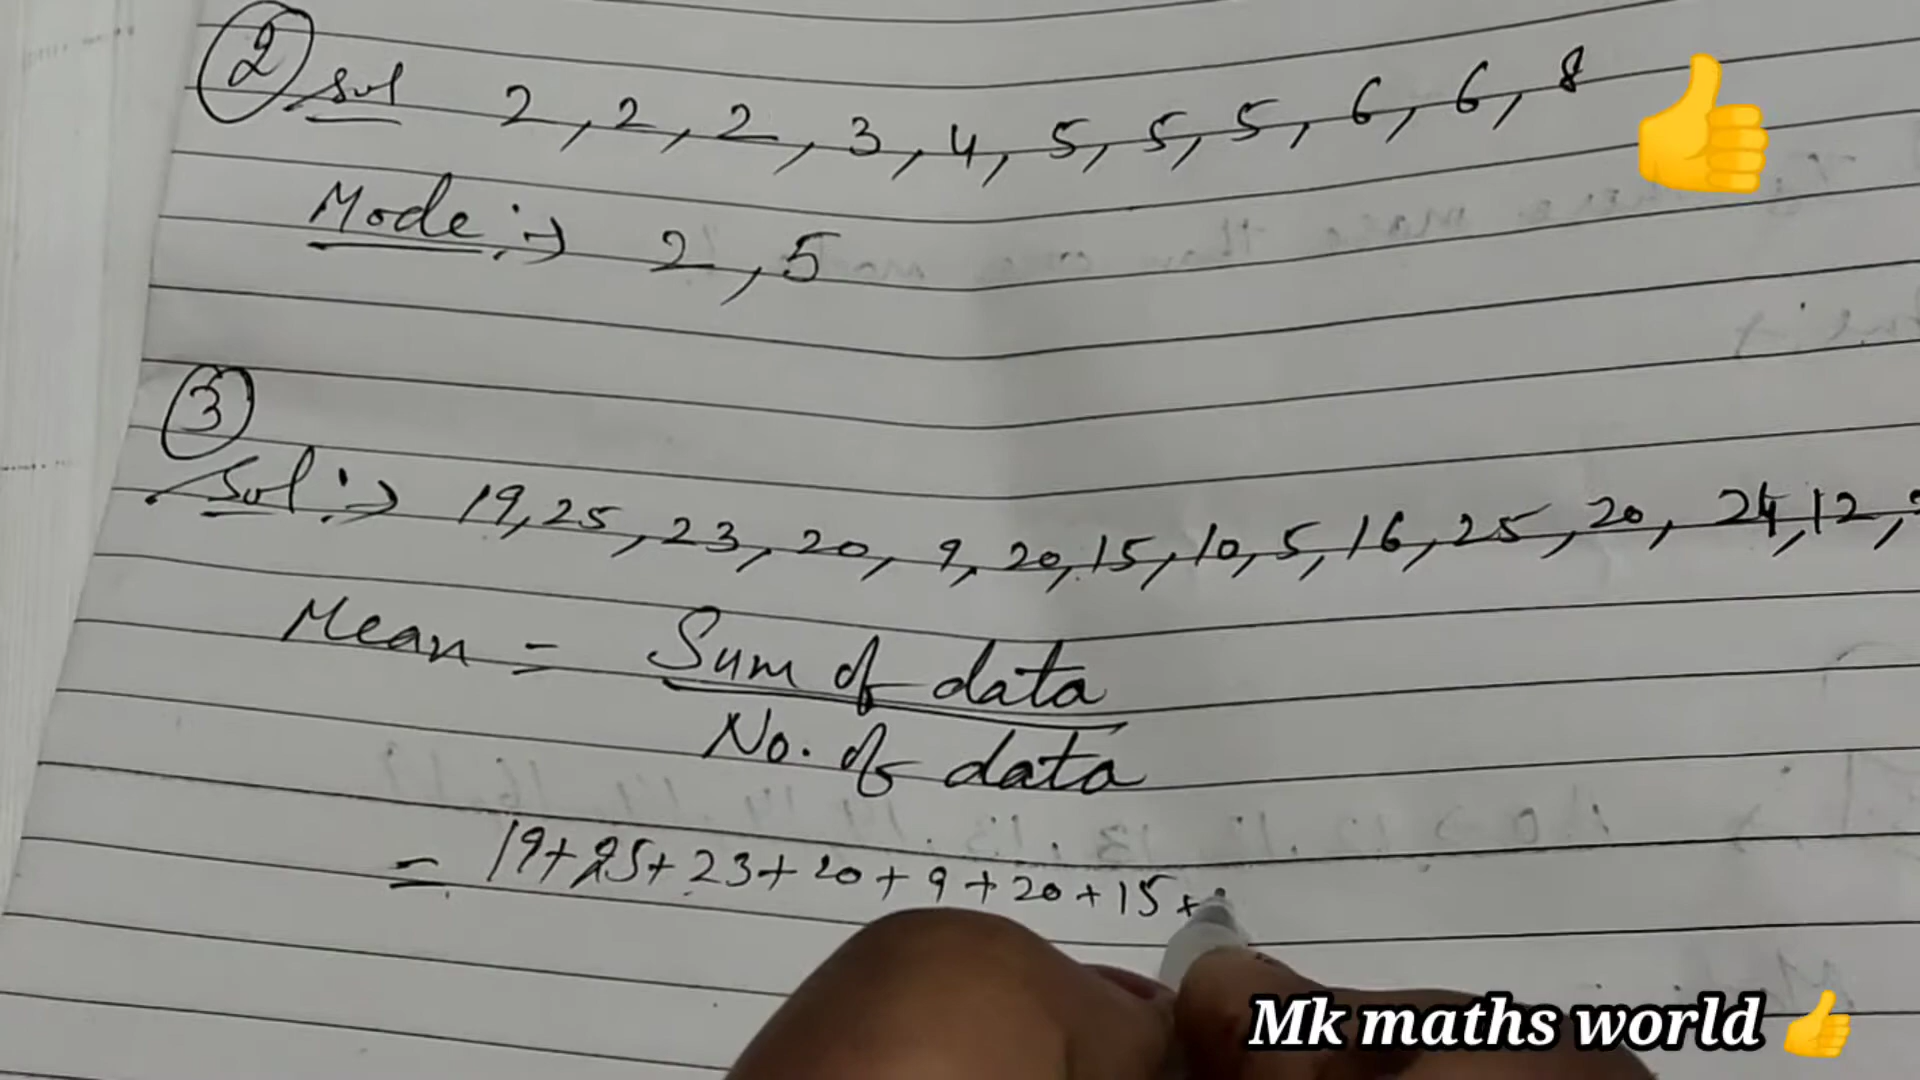 2 Sol 2, 2, 2, 3, 4, 5, 5, 5, 6, 6, 8
Mode :→ 2, 5
3
Sol :→ 19, 25, 23, 20, 9, 20, 15, 10, 5, 16, 25, 20, 24, 12,
Mean = Sum of data
No. of data
= 19+25+23+20+9+20+15+
Mk maths world